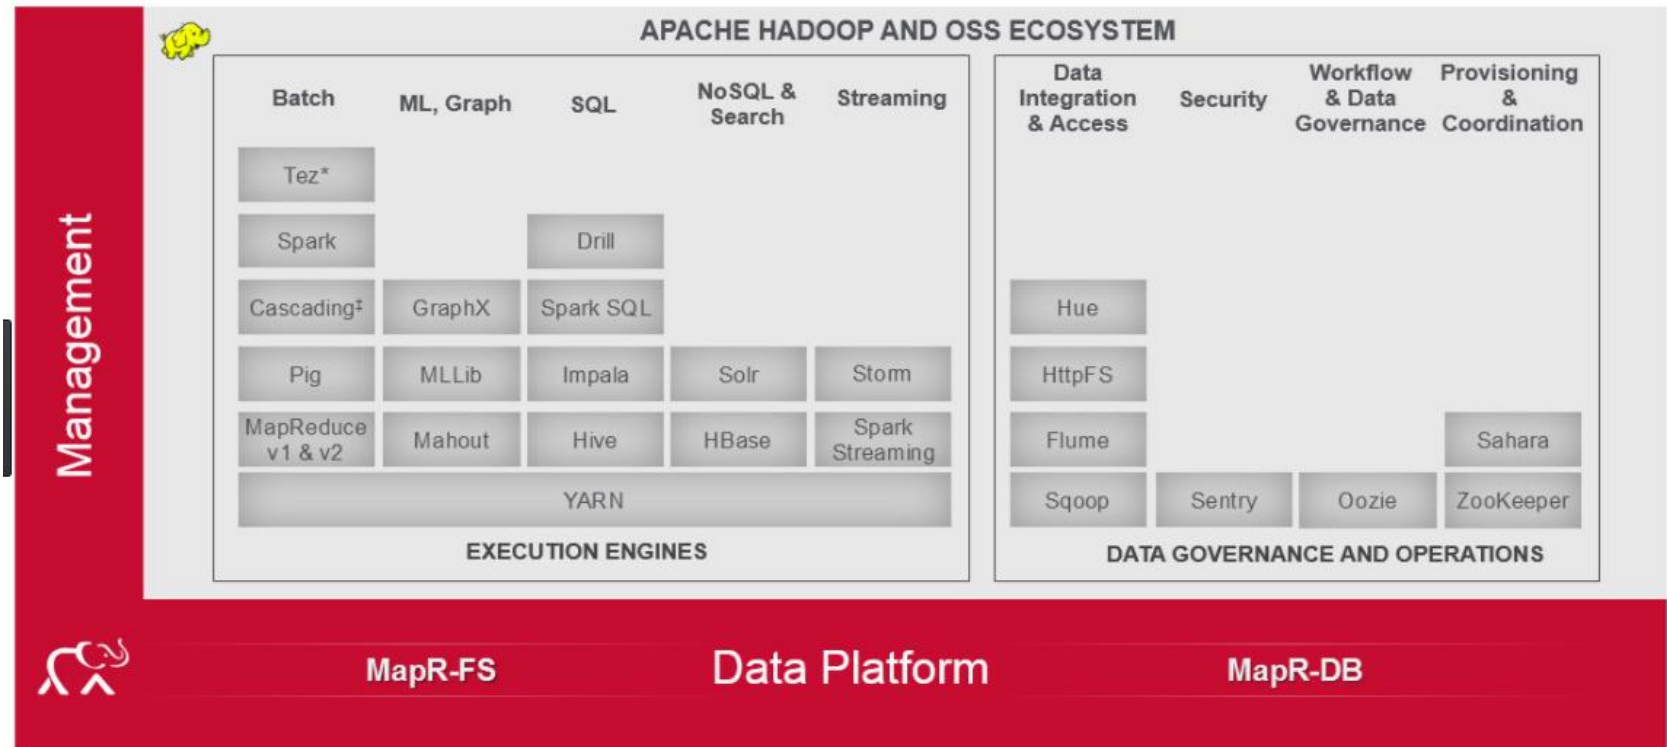 APACHE HADOOP AND OSS ECOSYSTEM
Batch
ML, Graph
SQL
NoSQL &
Search
Streaming
Tez*
Spark
Drill
Cascading‡
GraphX
Spark SQL
Pig
MLLib
Impala
Solr
Storm
MapReduce
v1 & v2
Mahout
Hive
HBase
Spark
Streaming
YARN
EXECUTION ENGINES
Data
Integration
& Access
Security
Workflow
& Data
Governance
Provisioning
&
Coordination
Hue
HttpFS
Flume
Sahara
Sqoop
Sentry
Oozie
ZooKeeper
DATA GOVERNANCE AND OPERATIONS
Management
MapR-FS
Data Platform
MapR-DB